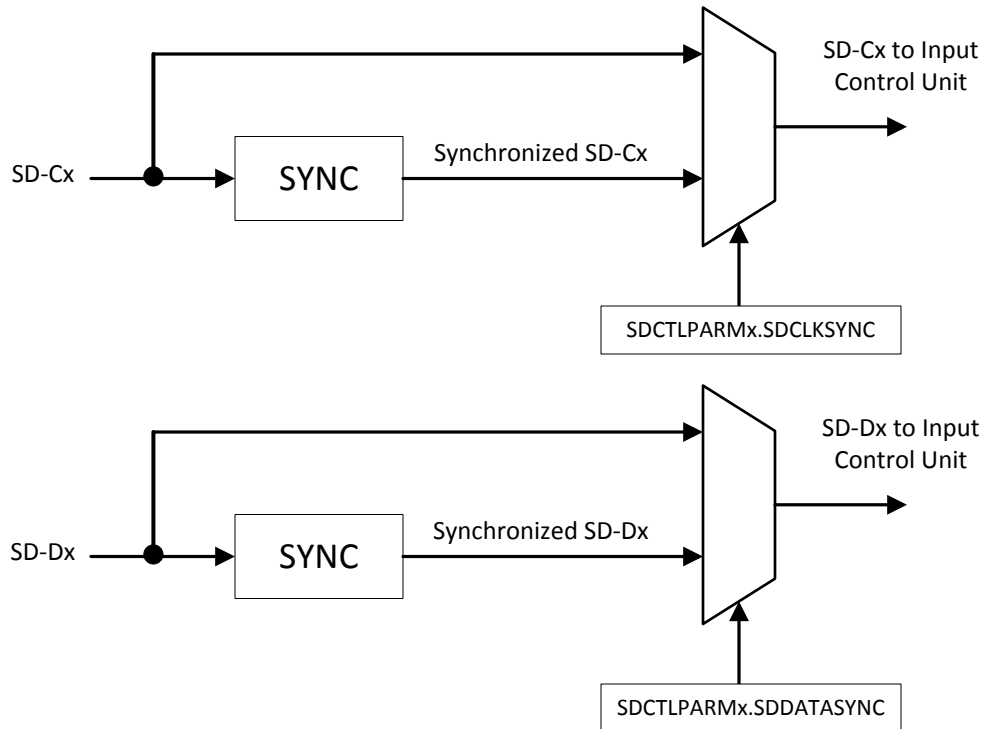 SD-Cx to Input
Control Unit
SD-Cx
SYNC
Synchronized SD-Cx
SDCTLPARMx.SDCLKSYNC
SD-Dx to Input
Control Unit
SD-Dx
SYNC
Synchronized SD-Dx
SDCTLPARMx.SDDATASYNC